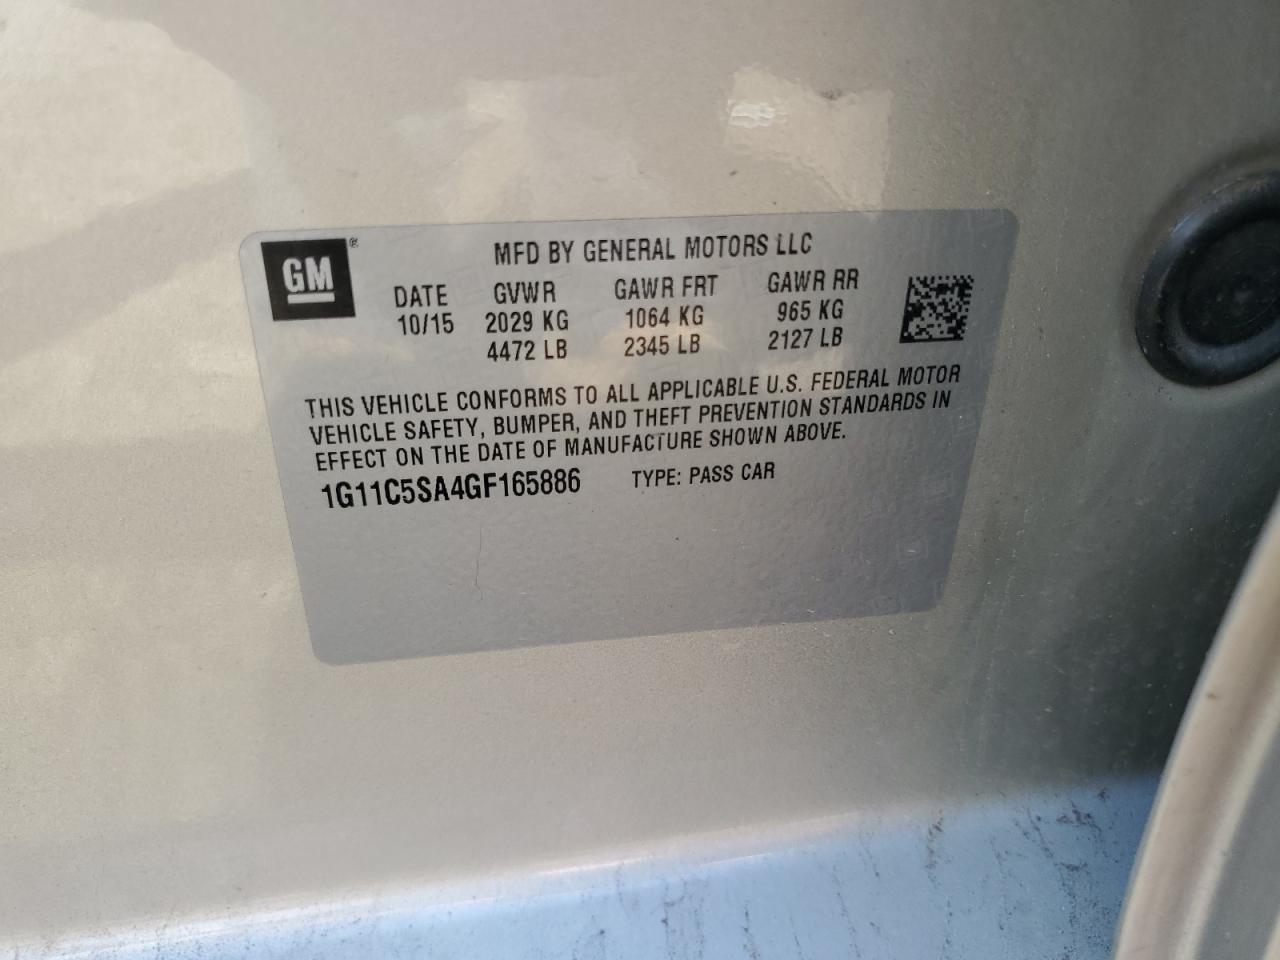 GM®
MFD BY GENERAL MOTORS LLC
DATE GVWR GAWR FRT GAWR RR
10/15 2029 KG 1064 KG 965 KG
4472 LB 2345 LB 2127 LB
THIS VEHICLE CONFORMS TO ALL APPLICABLE U.S. FEDERAL MOTOR
VEHICLE SAFETY, BUMPER, AND THEFT PREVENTION STANDARDS IN
EFFECT ON THE DATE OF MANUFACTURE SHOWN ABOVE.
1G11C5SA4GF165886 TYPE: PASS CAR